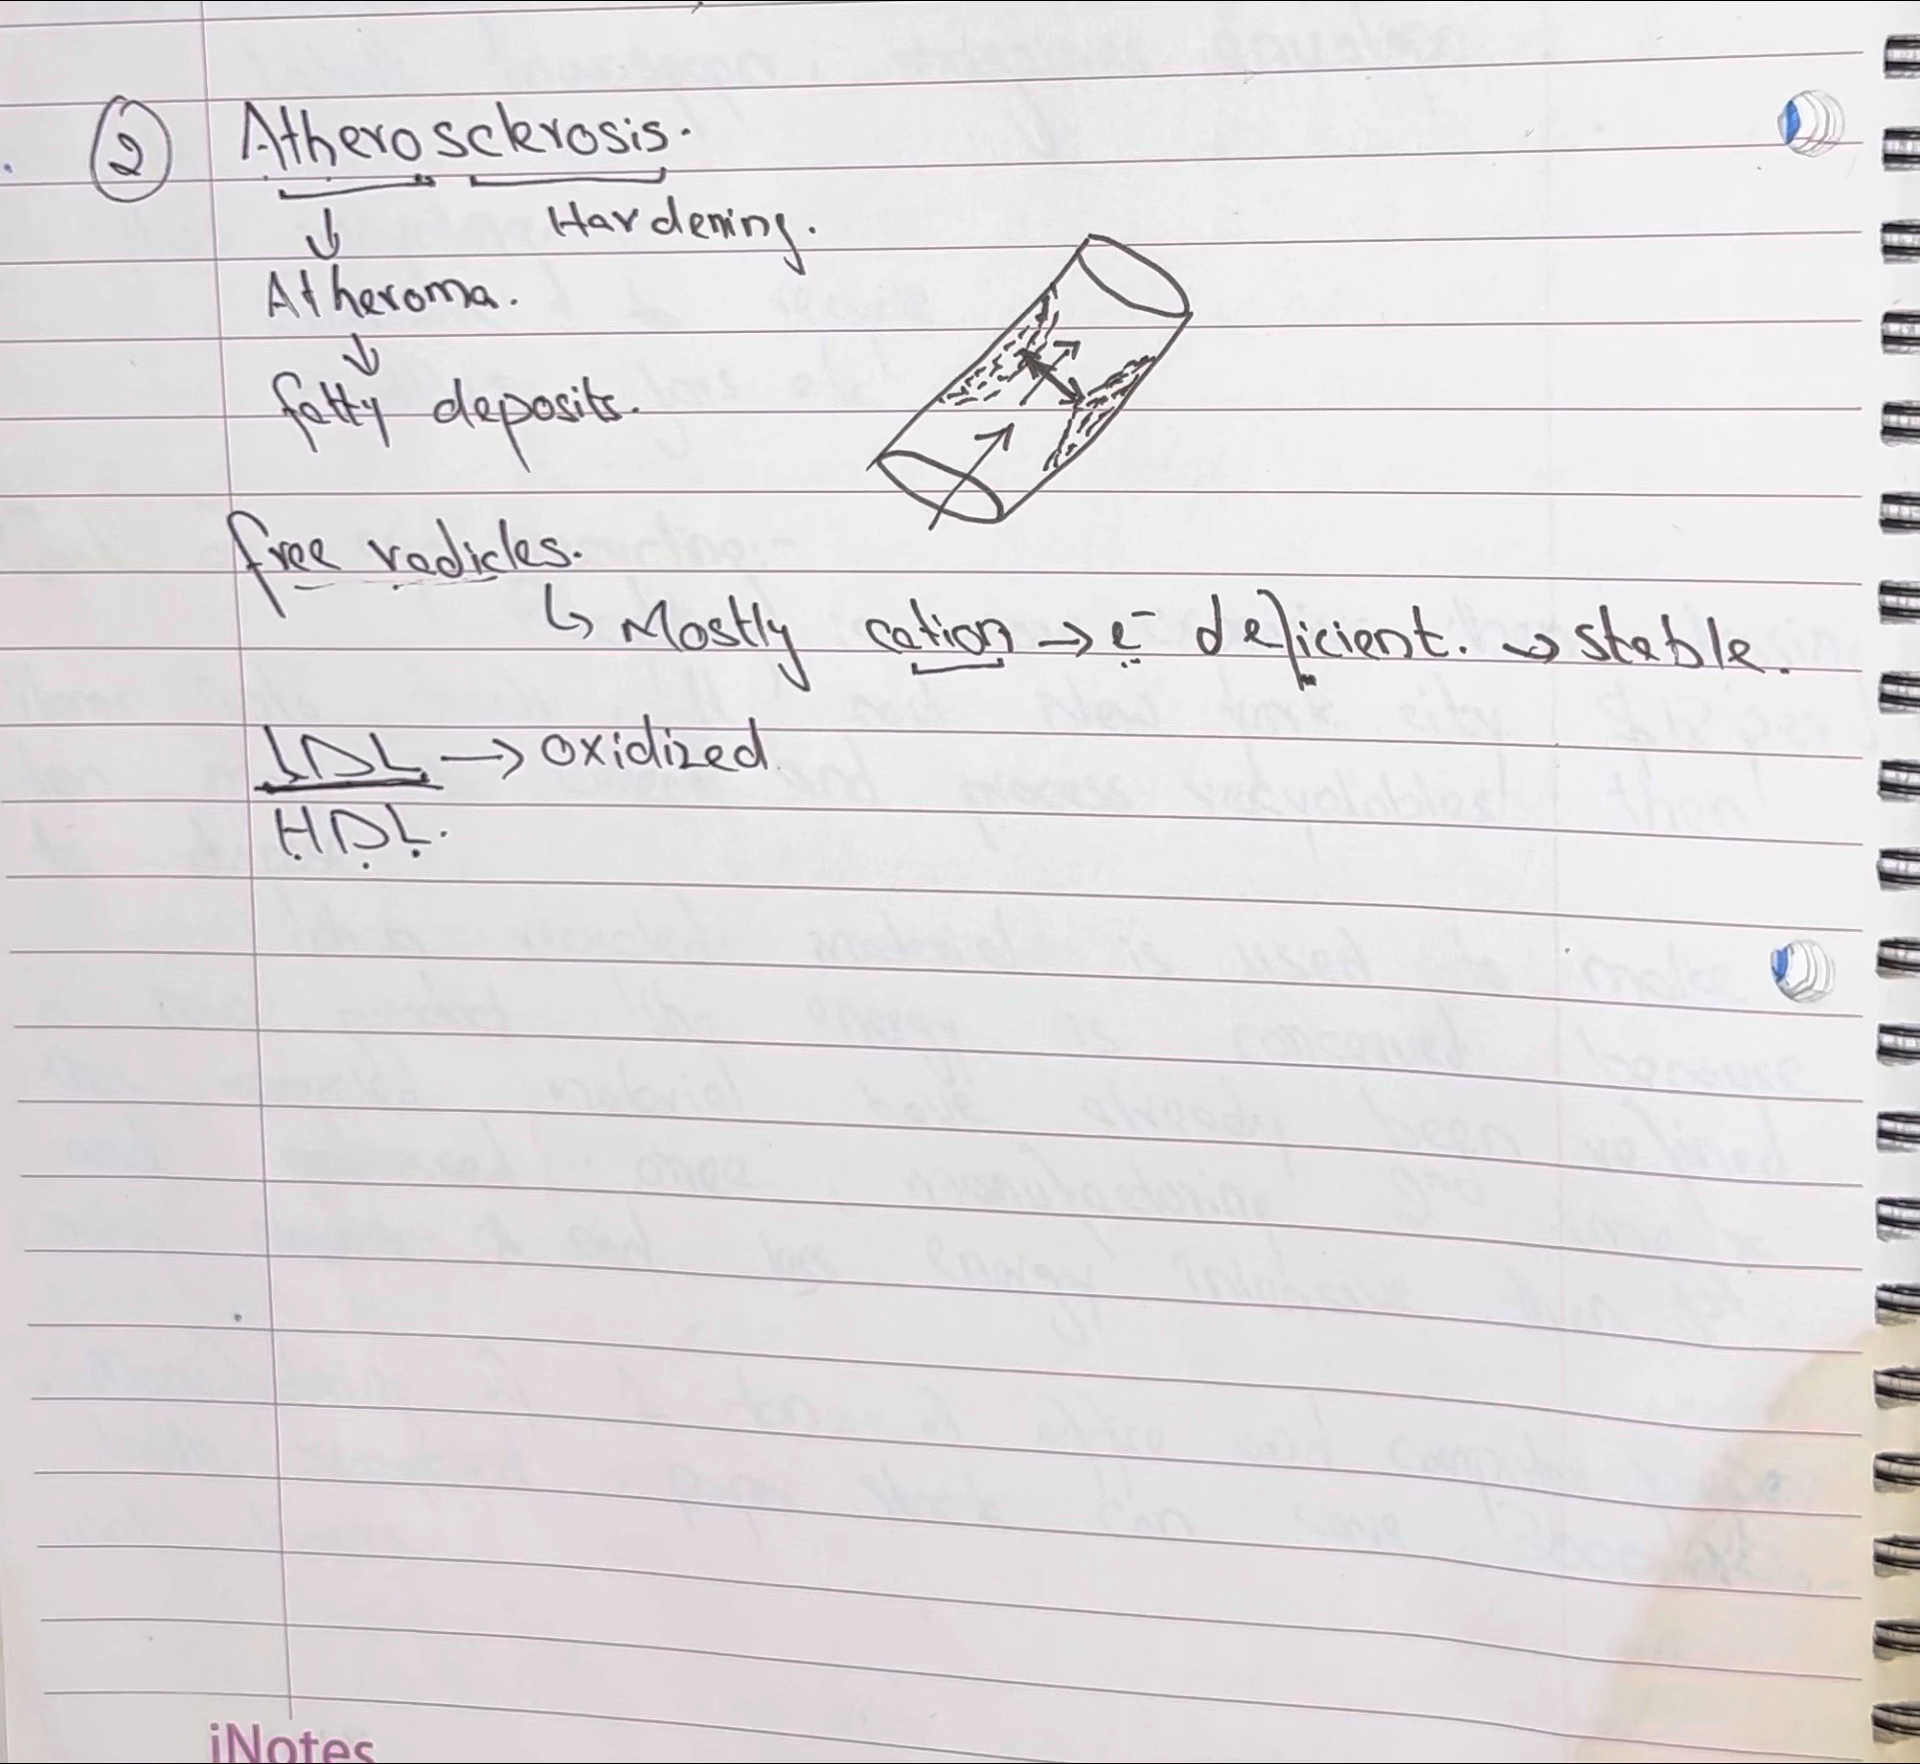 ② Atherosclerosis.
↓ Hardening.
Atheroma.
↓
fatty deposits.
free radicles.
↳ Mostly cation → e⁻ deficient. → stable.
LDL → oxidized
HDL.
iNotes